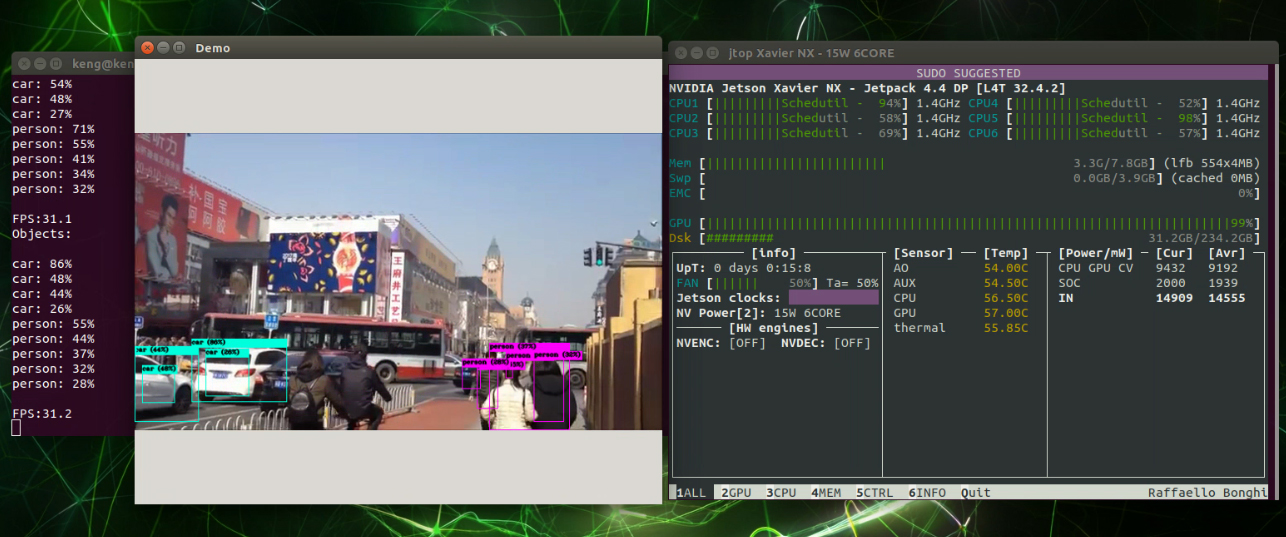 keng@ken
car: 54%
car: 48%
car: 27%
person: 71%
person: 55%
person: 41%
person: 34%
person: 32%
FPS:31.1
Objects:
car: 86%
car: 48%
car: 44%
car: 26%
person: 55%
person: 44%
person: 37%
person: 32%
person: 28%
FPS:31.2
Demo
王府井工艺
car (86%)
car (44%)
car (26%)
car (48%)
person (37%)
person (32%)
person (28%)
jtop Xavier NX - 15W 6CORE
SUDO SUGGESTED
NVIDIA Jetson Xavier NX - Jetpack 4.4 DP [L4T 32.4.2]
CPU1 [|||||||||Schedutil - 94%] 1.4GHz CPU4 [|||||||||Schedutil - 52%] 1.4GHz
CPU2 [|||||||||Schedutil - 58%] 1.4GHz CPU5 [|||||||||Schedutil - 98%] 1.4GHz
CPU3 [|||||||||Schedutil - 69%] 1.4GHz CPU6 [|||||||||Schedutil - 57%] 1.4GHz
Mem [||||||||||||||||||||||||| 3.3G/7.8GB] (lfb 554x4MB)
Swp [ 0.0GB/3.9GB] (cached 0MB)
EMC [ 0%]
GPU [||||||||||||||||||||||||||||||||||||||||||||||||||||||||||||||||||||||||99%]
Dsk [######### 31.2GB/234.2GB]
[info] [Sensor] [Temp] [Power/mW] [Cur] [Avr]
UpT: 0 days 0:15:8 AO 54.00C CPU GPU CV 9432 9192
FAN [|||||| 50%] Ta= 50% AUX 54.50C SOC 2000 1939
Jetson clocks: CPU 56.50C IN 14909 14555
NV Power[2]: 15W 6CORE GPU 57.00C
[HW engines] thermal 55.85C
NVENC: [OFF] NVDEC: [OFF]
1ALL 2GPU 3CPU 4MEM 5CTRL 6INFO Quit Raffaello Bonghi